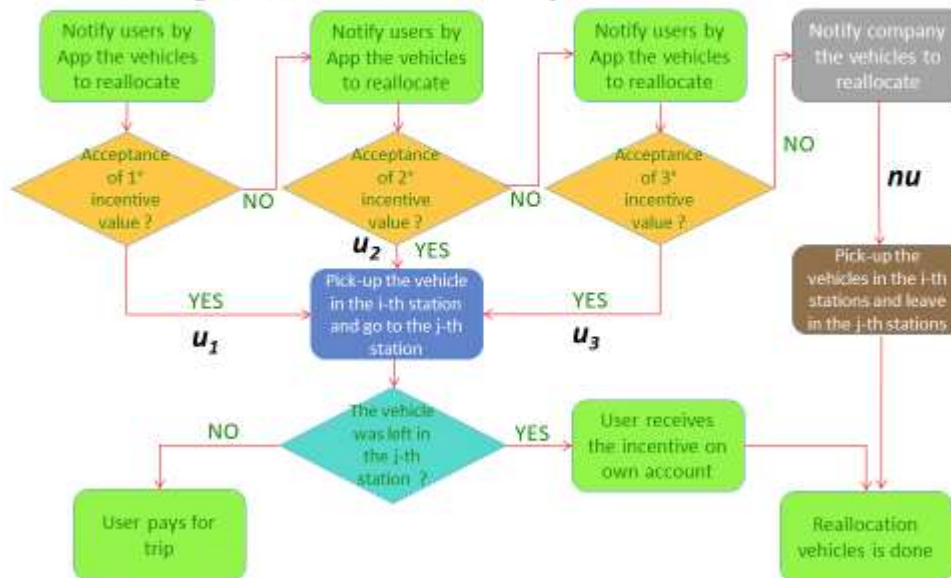 Notify users by
App the vehicles
to reallocate
Notify users by
App the vehicles
to reallocate
Notify users by
App the vehicles
to reallocate
Notify company
the vehicles to
reallocate
Acceptance
of 1°
incentive
value ?
NO
Acceptance
of 2°
incentive
value ?
NO
Acceptance
of 3°
incentive
value ?
NO
nu
u2
YES
YES
u1
Pick-up the vehicle
in the i-th station
and go to the j-th
station
YES
u3
Pick-up the
vehicles in the i-th
stations and leave
in the j-th stations
NO
The vehicle
was left in
the j-th
station ?
YES
User receives
the incentive on
own account
User pays for
trip
Reallocation
vehicles is done